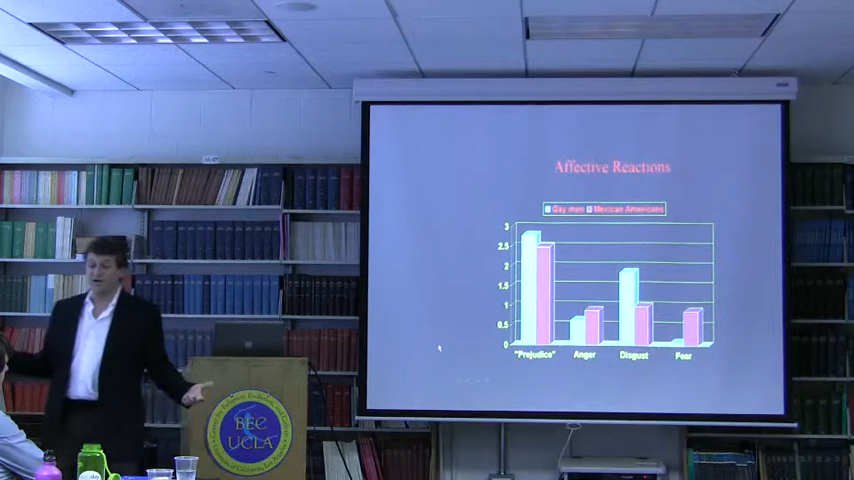 Affective Reactions
Gay men Mexican Americans
3
2.5
2
1.5
1
0.5
0
"Prejudice" Anger Disgust Fear
BEC
UCLA